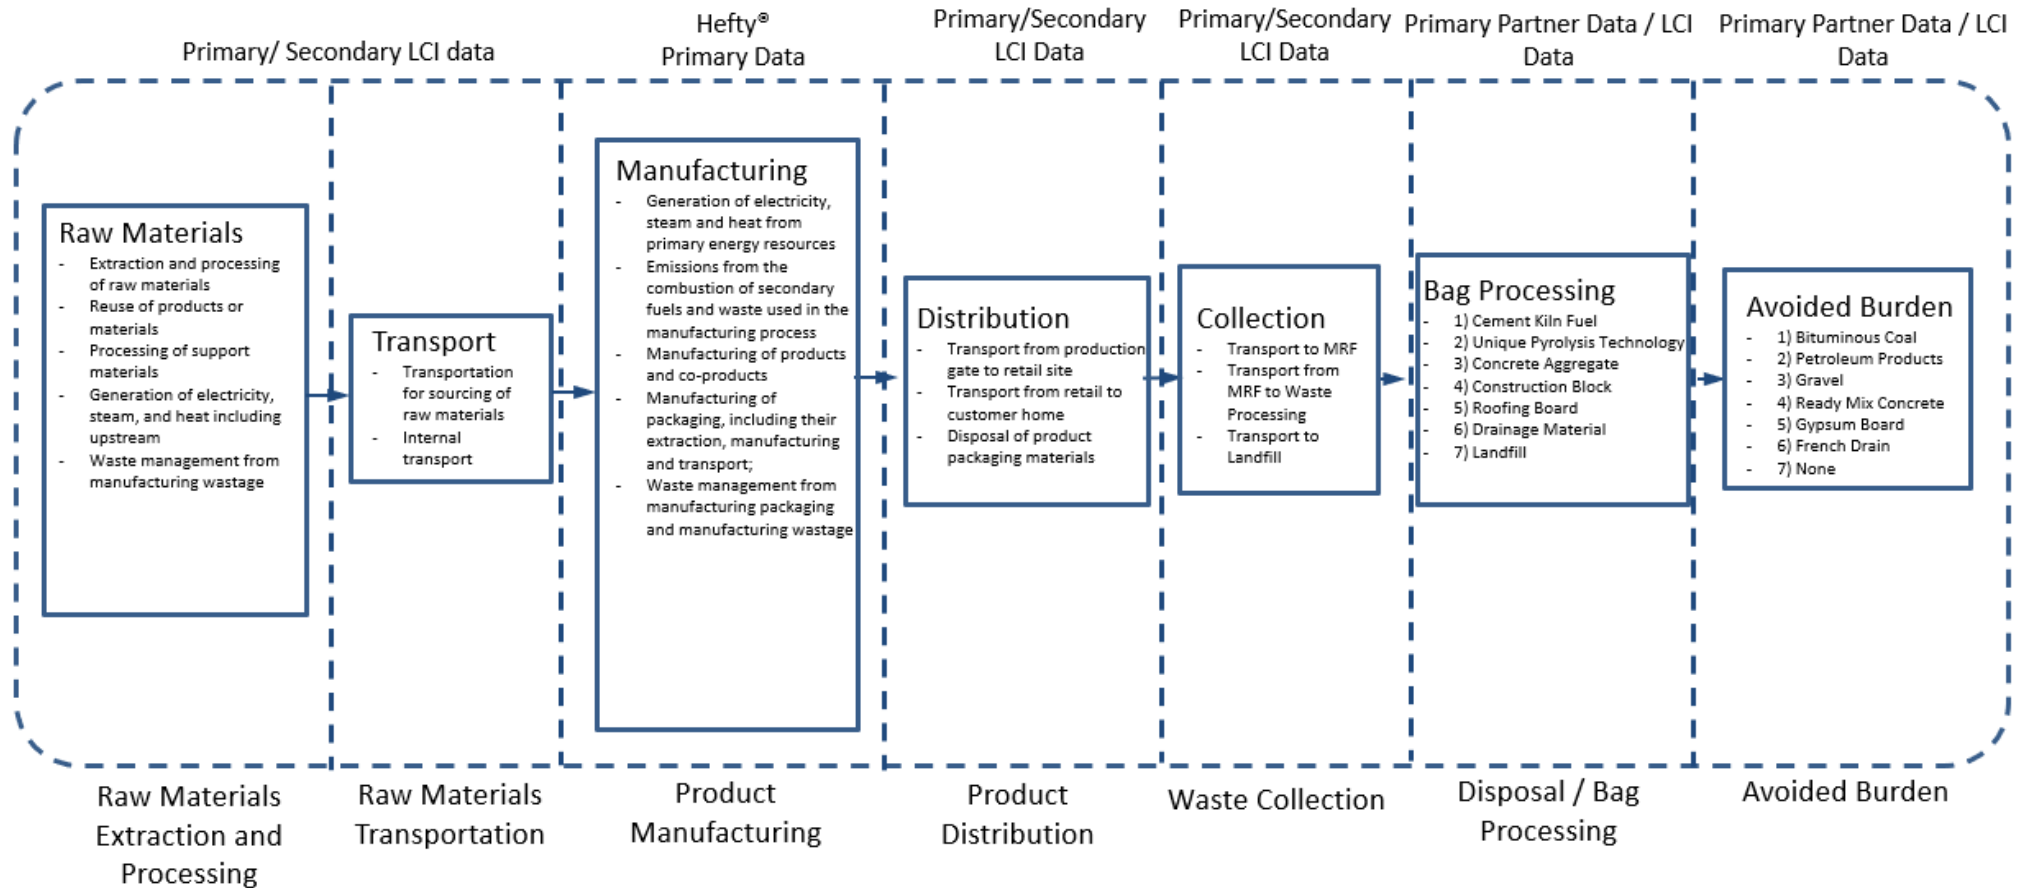 Primary/ Secondary LCI data
Hefty®
Primary Data
Primary/Secondary
LCI Data
Primary/Secondary
LCI Data
Primary Partner Data / LCI
Data
Primary Partner Data / LCI
Data
Raw Materials
- Extraction and processing
of raw materials
- Reuse of products or
materials
- Processing of support
materials
- Generation of electricity,
steam, and heat including
upstream
- Waste management from
manufacturing wastage
Transport
- Transportation
for sourcing of
raw materials
- Internal
transport
Manufacturing
- Generation of electricity,
steam and heat from
primary energy resources
- Emissions from the
combustion of secondary
fuels and waste used in the
manufacturing process
- Manufacturing of products
and co-products
- Manufacturing of
packaging, including their
extraction, manufacturing
and transport;
- Waste management from
manufacturing packaging
and manufacturing wastage
Distribution
- Transport from production
gate to retail site
- Transport from retail to
customer home
- Disposal of product
packaging materials
Collection
- Transport to MRF
- Transport from
MRF to Waste
Processing
- Transport to
Landfill
Bag Processing
- 1) Cement Kiln Fuel
- 2) Unique Pyrolysis Technology
- 3) Concrete Aggregate
- 4) Construction Block
- 5) Roofing Board
- 6) Drainage Material
- 7) Landfill
Avoided Burden
- 1) Bituminous Coal
- 2) Petroleum Products
- 3) Gravel
- 4) Ready Mix Concrete
- 5) Gypsum Board
- 6) French Drain
- 7) None
Raw Materials
Extraction and
Processing
Raw Materials
Transportation
Product
Manufacturing
Product
Distribution
Waste Collection
Disposal / Bag
Processing
Avoided Burden